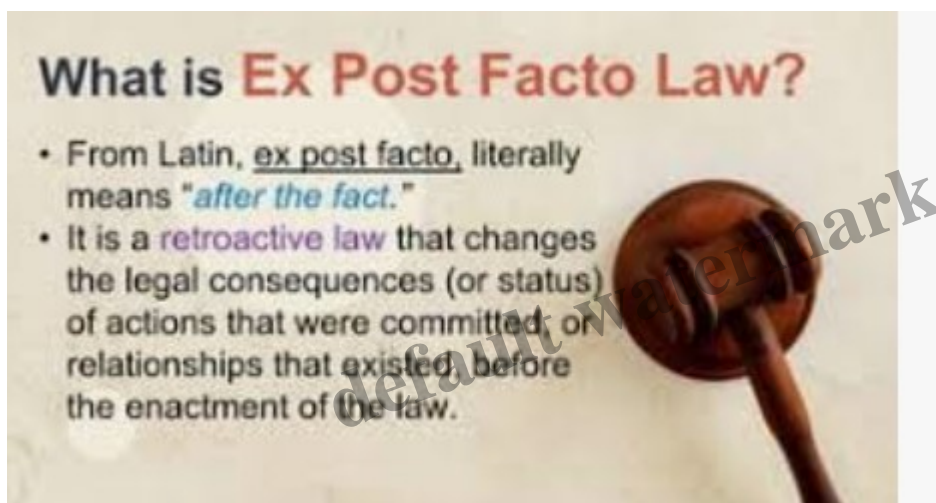 What is Ex Post Facto Law?
• From Latin, ex post facto, literally
means "after the fact."
• It is a retroactive law that changes
the legal consequences (or status)
of actions that were committed, or
relationships that existed, before
the enactment of the law.
default watermark